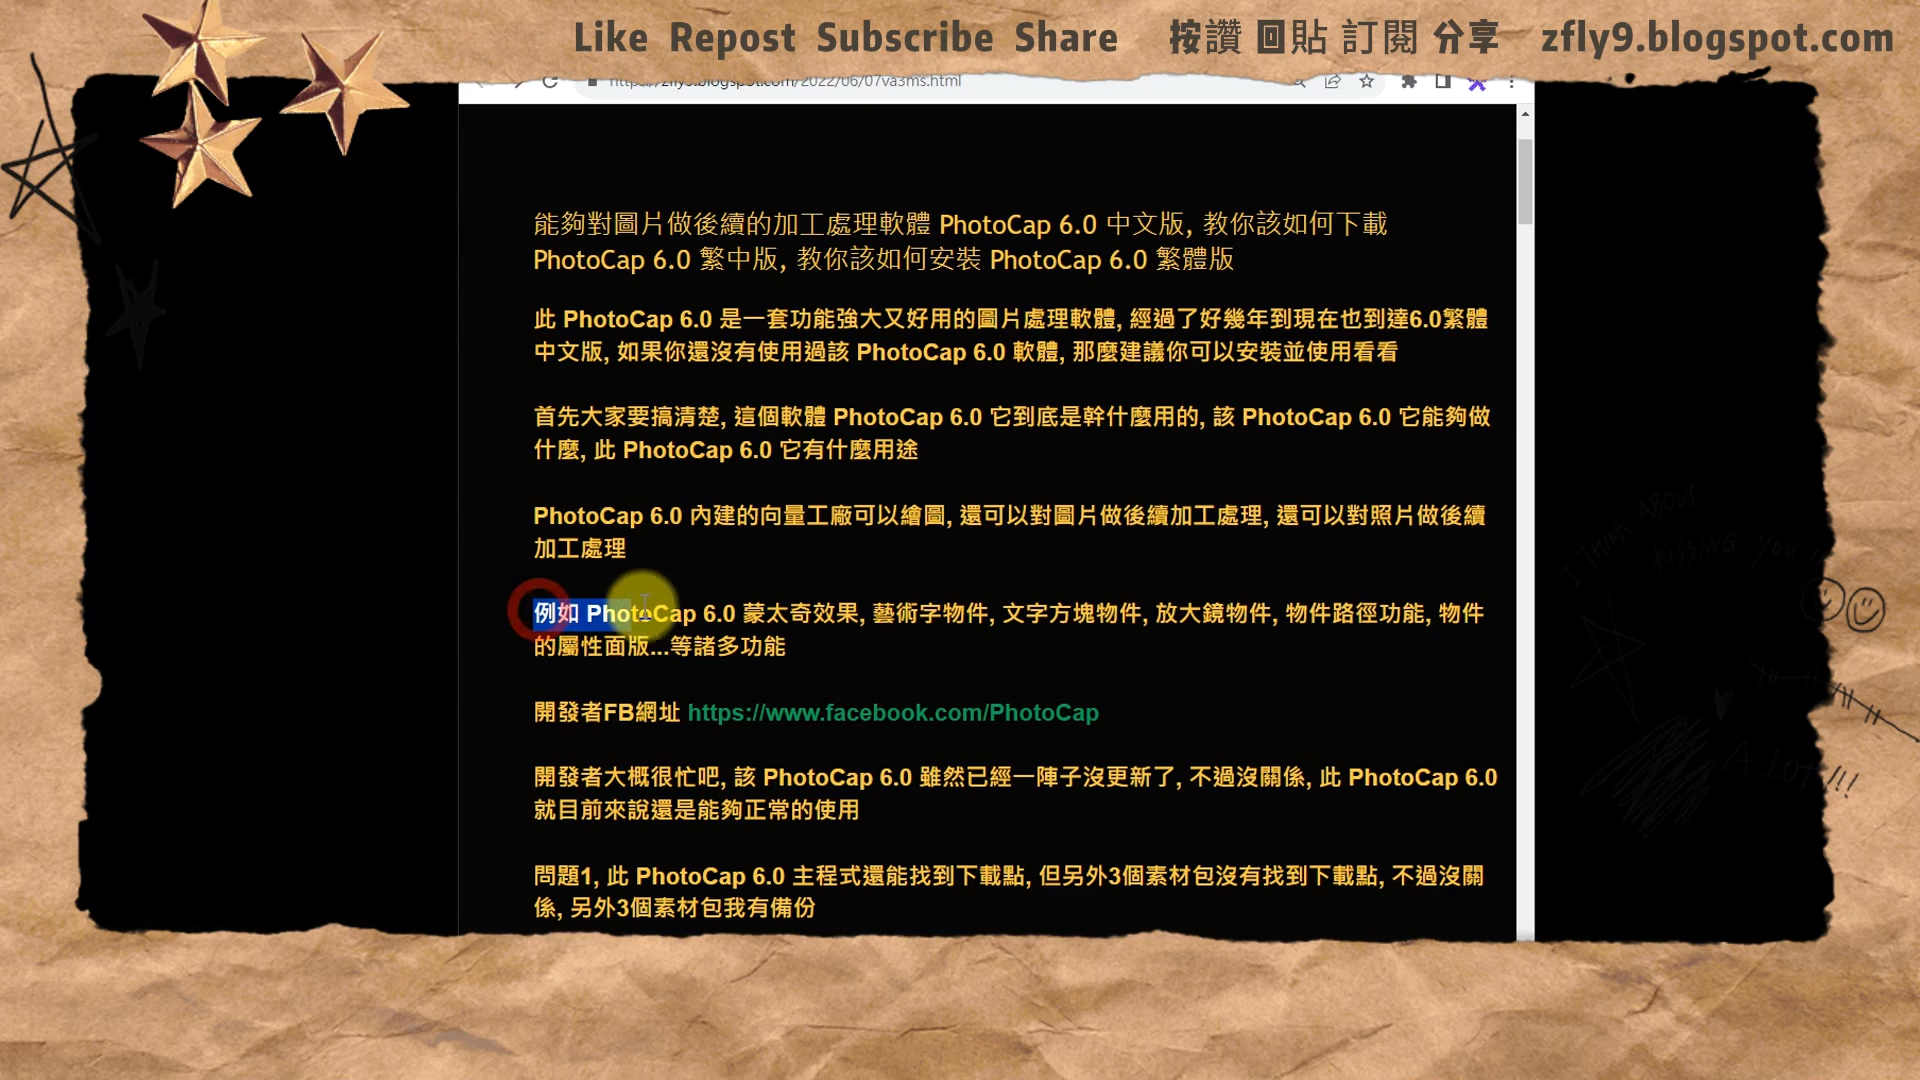 Like Repost Subscribe Share 按讚 回貼 訂閱 分享 zfly9.blogspot.com
https://zfly9.blogspot.com/2022/06/07va3ms.html
能夠對圖片做後續的加工處理軟體 PhotoCap 6.0 中文版, 教你該如何下載
PhotoCap 6.0 繁中版, 教你該如何安裝 PhotoCap 6.0 繁體版
此 PhotoCap 6.0 是一套功能強大又好用的圖片處理軟體, 經過了好幾年到現在也到達6.0繁體
中文版, 如果你還沒有使用過該 PhotoCap 6.0 軟體, 那麼建議你可以安裝並使用看看
首先大家要搞清楚, 這個軟體 PhotoCap 6.0 它到底是幹什麼用的, 該 PhotoCap 6.0 它能夠做
什麼, 此 PhotoCap 6.0 它有什麼用途
PhotoCap 6.0 內建的向量工廠可以繪圖, 還可以對圖片做後續加工處理, 還可以對照片做後續
加工處理
I THINK ABOUT
KISSING YOU
例如 PhotoCap 6.0 蒙太奇效果, 藝術字物件, 文字方塊物件, 放大鏡物件, 物件路徑功能, 物件
的屬性面版...等諸多功能
開發者FB網址 https://www.facebook.com/PhotoCap
開發者大概很忙吧, 該 PhotoCap 6.0 雖然已經一陣子沒更新了, 不過沒關係, 此 PhotoCap 6.0
就目前來說還是能夠正常的使用
A LOT!!!
問題1, 此 PhotoCap 6.0 主程式還能找到下載點, 但另外3個素材包沒有找到下載點, 不過沒關
係, 另外3個素材包我有備份